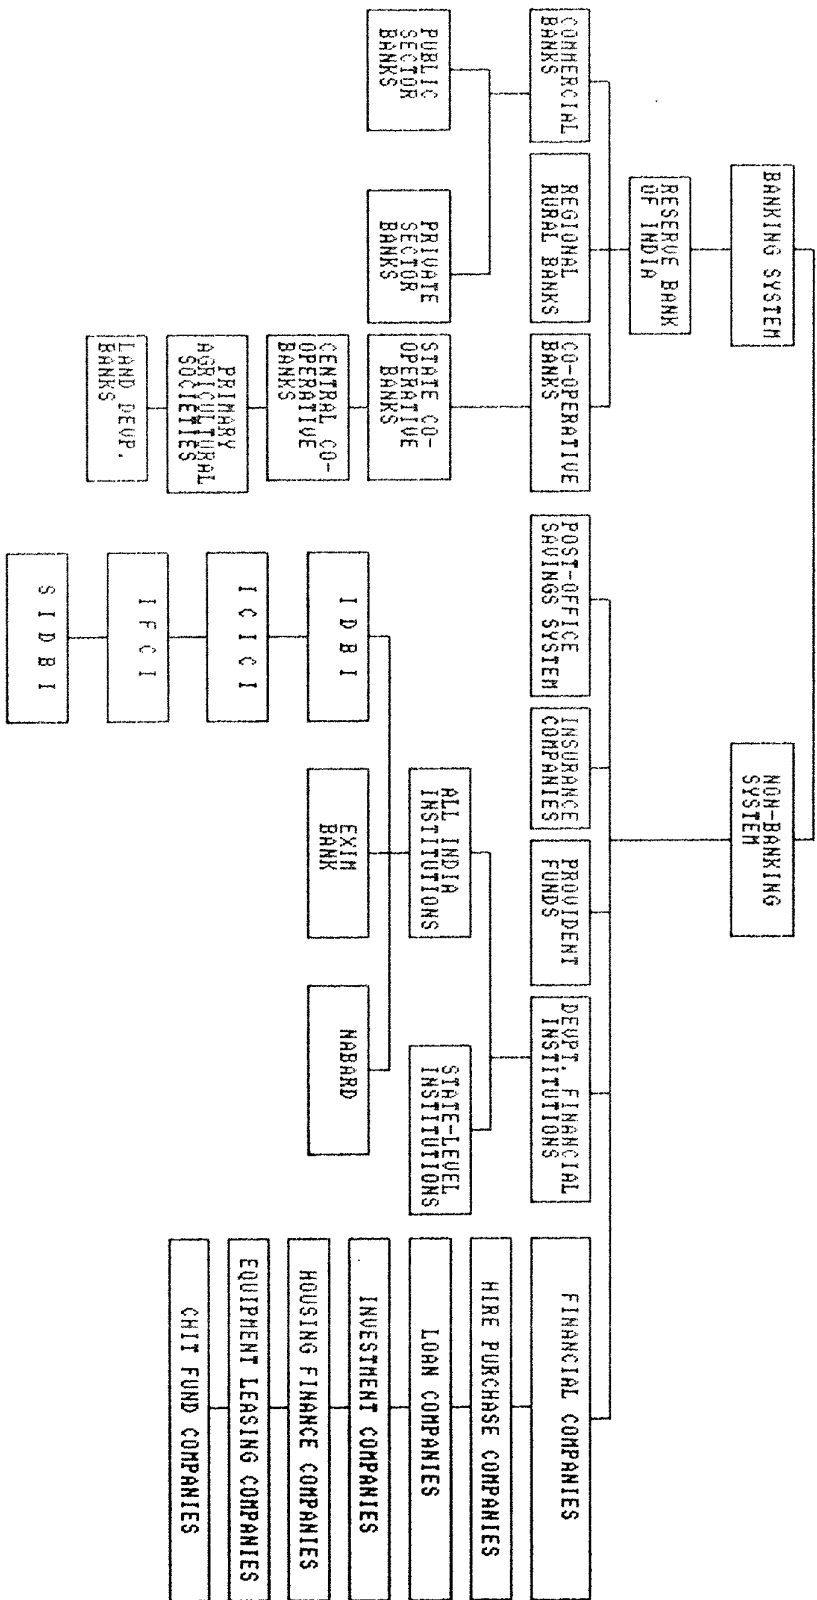 BANKING SYSTEM
NON-BANKING
SYSTEM
RESERVE BANK
OF INDIA
COMMERCIAL
BANKS
REGIONAL
RURAL BANKS
CO-OPERATIVE
BANKS
POST-OFFICE
SAVINGS SYSTEM
INSURANCE
COMPANIES
PROVIDENT
FUNDS
DEVPT. FINANCIAL
INSTITUTIONS
FINANCIAL COMPANIES
PUBLIC
SECTOR
BANKS
PRIVATE
SECTOR
BANKS
STATE CO-
OPERATIVE
BANKS
CENTRAL CO-
OPERATIVE
BANKS
PRIMARY
AGRICULTURAL
SOCIETIES
LAND DEVP.
BANKS
ALL INDIA
INSTITUTIONS
STATE-LEVEL
INSTITUTIONS
I D B I
EXIM
BANK
NABARD
I C I C I
I F C I
S I D B I
HIRE PURCHASE COMPANIES
LOAN COMPANIES
INVESTMENT COMPANIES
HOUSING FINANCE COMPANIES
EQUIPMENT LEASING COMPANIES
CHIT FUND COMPANIES